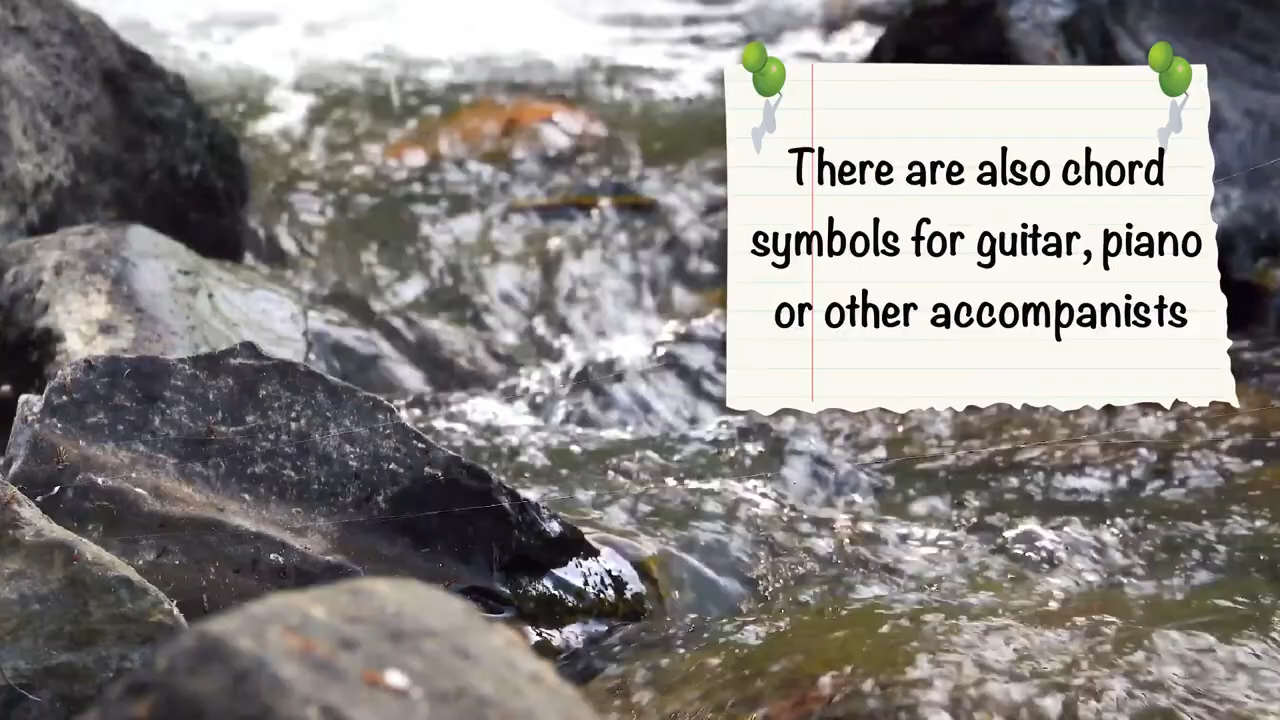 There are also chord
symbols for guitar, piano
or other accompanists